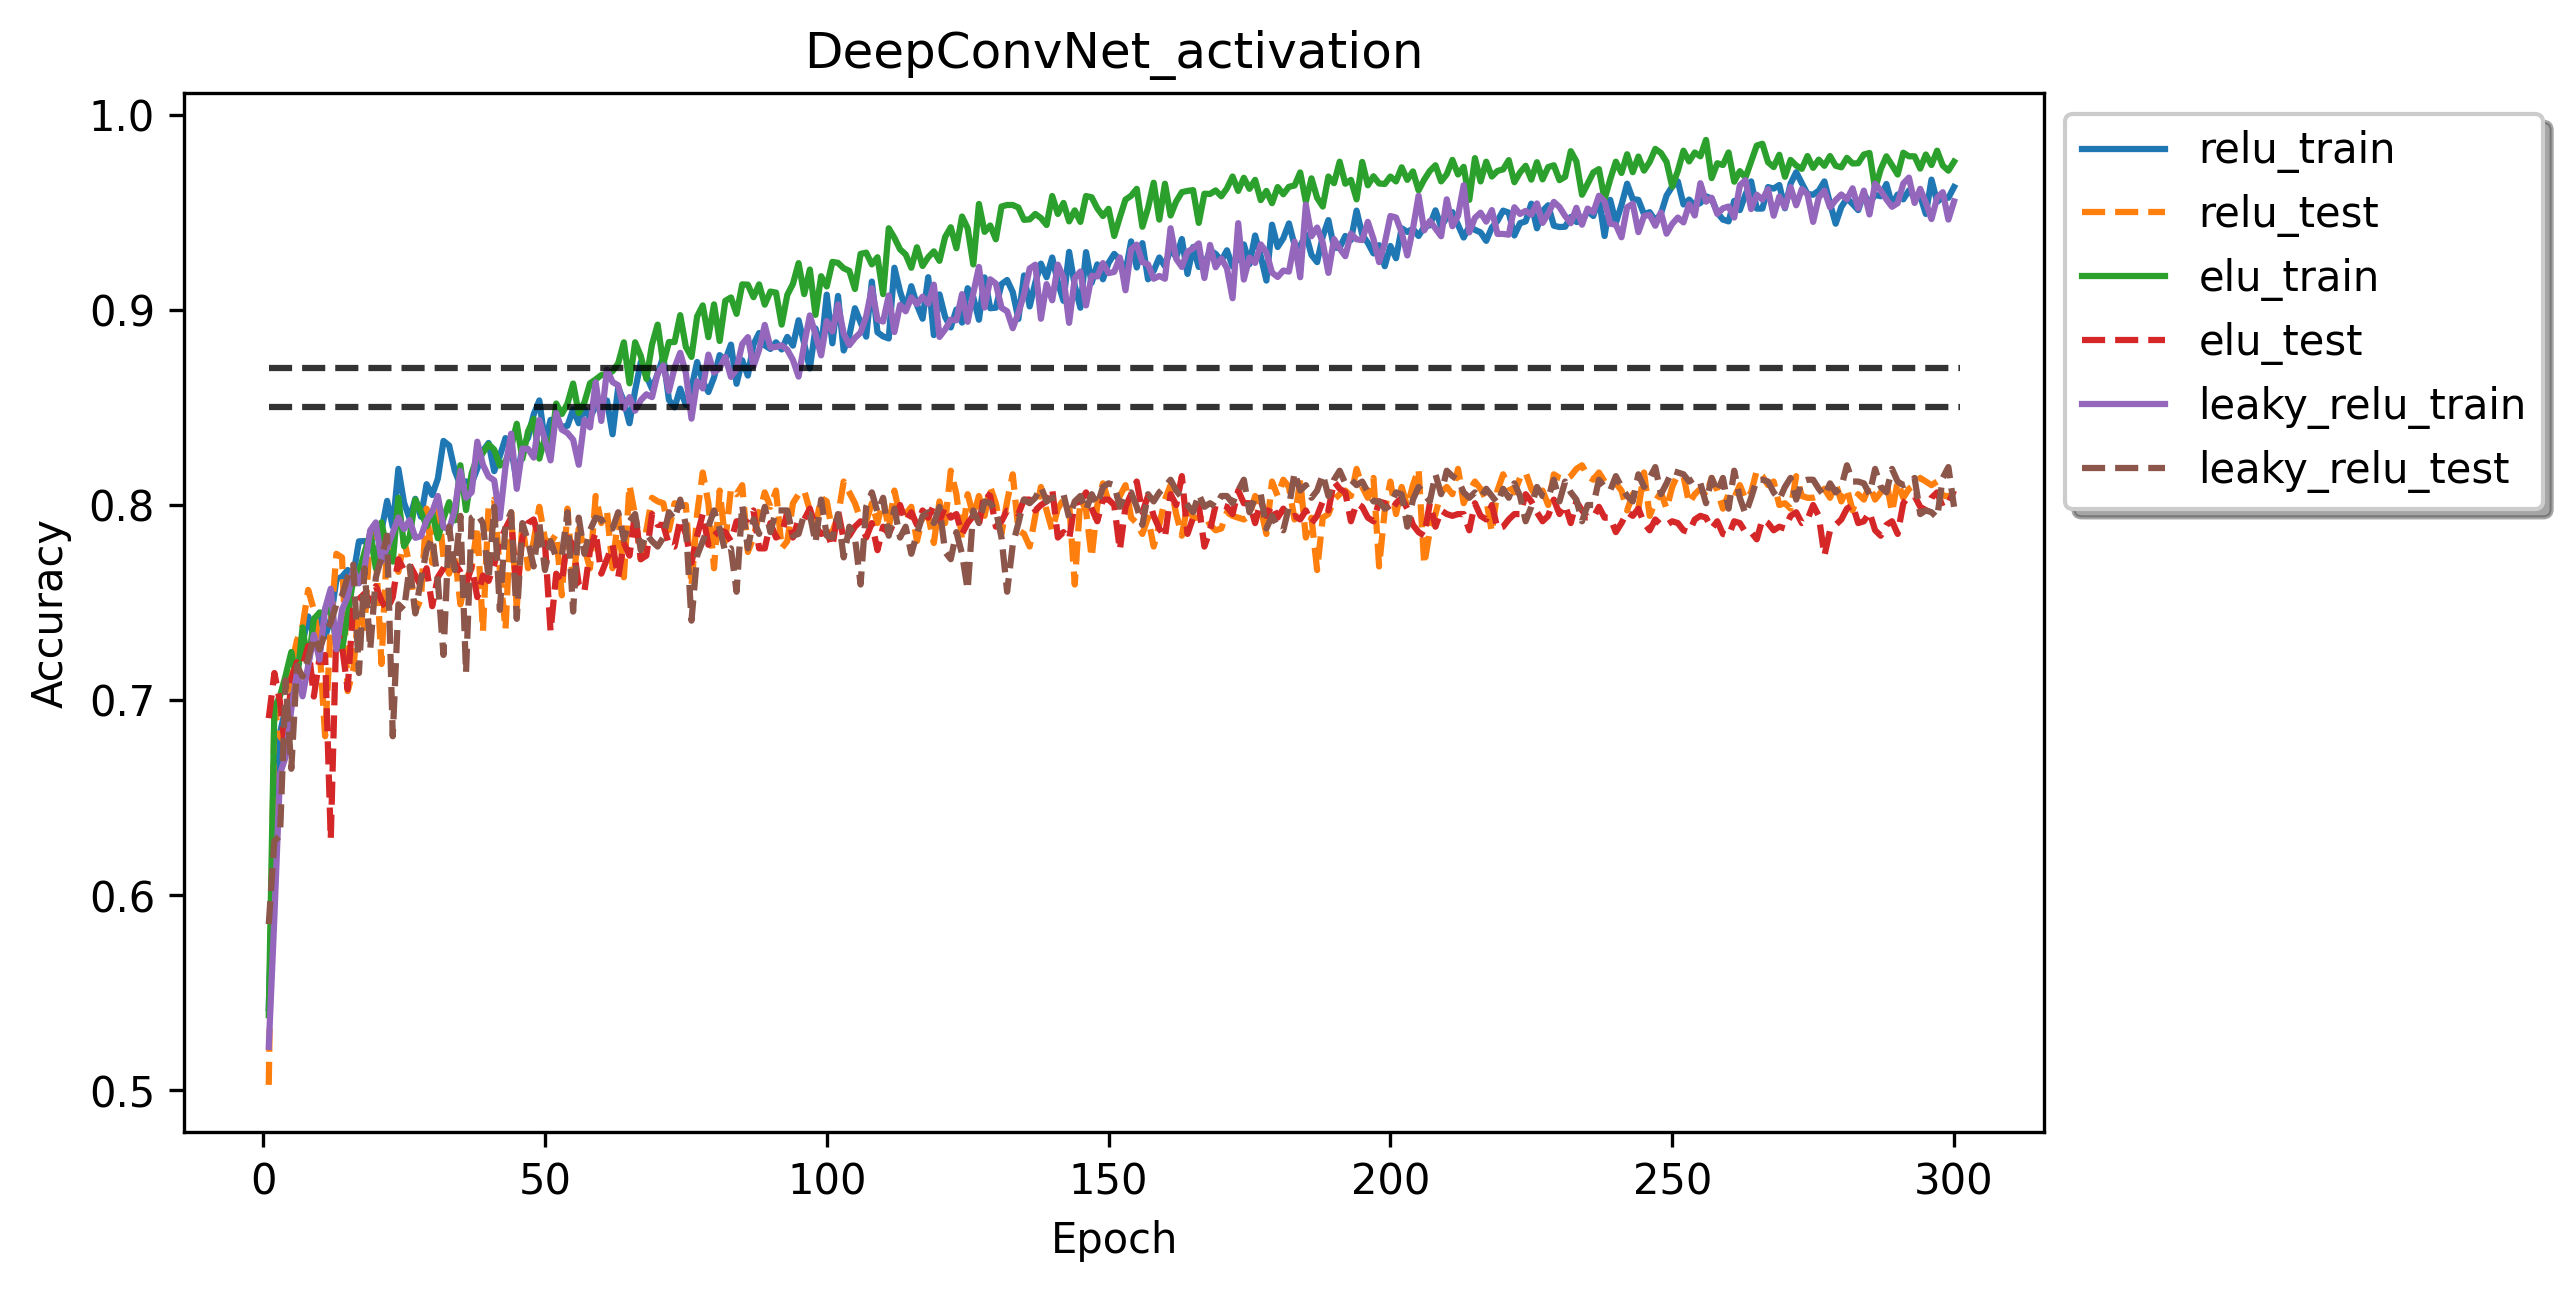 DeepConvNet_activation
1.0
0.9
0.8
0.7
0.6
0.5
Accuracy
0
50
100
150
200
250
300
Epoch
relu_train
relu_test
elu_train
elu_test
leaky_relu_train
leaky_relu_test